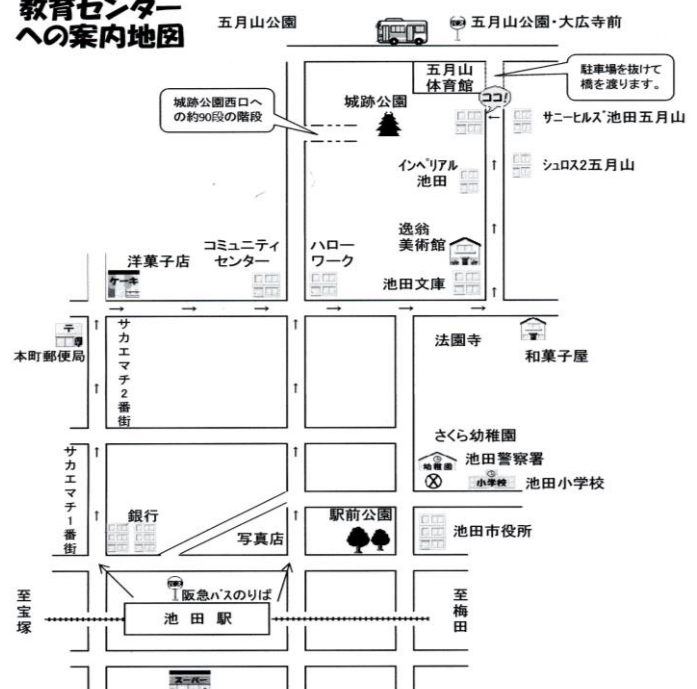 教育センター
への案内地図
五月山公園
五月山公園・大広寺前
五月山
体育館
駐車場を抜けて
橋を渡ります。
ココ!
城跡公園西口へ
の約90段の階段
城跡公園
サニーヒルズ池田五月山
インペリアル
池田
シュロス2五月山
逸翁
美術館
池田文庫
洋菓子店
ケーキ
コミュニティ
センター
ハロー
ワーク
〒
本町郵便局
サカエマチ2番街
法園寺
和菓子屋
さくら幼稚園
幼稚園
池田警察署
小学校
池田小学校
サカエマチ1番街
銀行
写真店
駅前公園
池田市役所
至宝塚
阪急バスのりば
池田駅
至梅田
スーパー